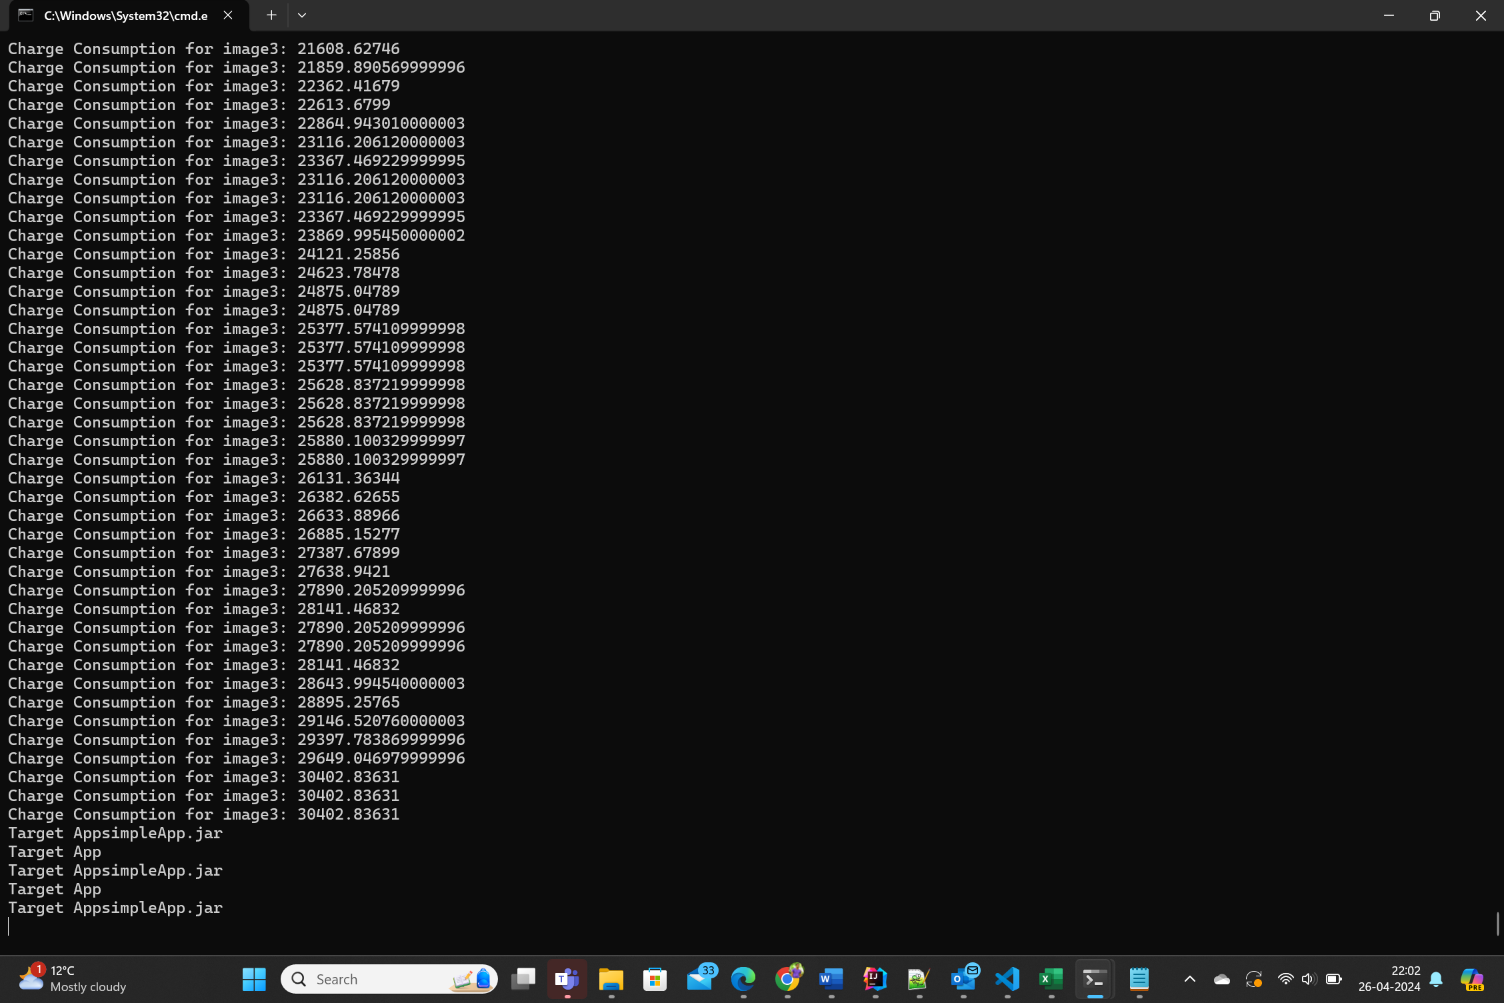 C:\Windows\System32\cmd.e
Charge Consumption for image3: 21608.62746
Charge Consumption for image3: 21859.890569999996
Charge Consumption for image3: 22362.41679
Charge Consumption for image3: 22613.6799
Charge Consumption for image3: 22864.943010000003
Charge Consumption for image3: 23116.206120000003
Charge Consumption for image3: 23367.469229999995
Charge Consumption for image3: 23116.206120000003
Charge Consumption for image3: 23116.206120000003
Charge Consumption for image3: 23367.469229999995
Charge Consumption for image3: 23869.995450000002
Charge Consumption for image3: 24121.25856
Charge Consumption for image3: 24623.78478
Charge Consumption for image3: 24875.04789
Charge Consumption for image3: 24875.04789
Charge Consumption for image3: 25377.574109999998
Charge Consumption for image3: 25377.574109999998
Charge Consumption for image3: 25377.574109999998
Charge Consumption for image3: 25628.837219999998
Charge Consumption for image3: 25628.837219999998
Charge Consumption for image3: 25628.837219999998
Charge Consumption for image3: 25880.100329999997
Charge Consumption for image3: 25880.100329999997
Charge Consumption for image3: 26131.36344
Charge Consumption for image3: 26382.62655
Charge Consumption for image3: 26633.88966
Charge Consumption for image3: 26885.15277
Charge Consumption for image3: 27387.67899
Charge Consumption for image3: 27638.9421
Charge Consumption for image3: 27890.205209999996
Charge Consumption for image3: 28141.46832
Charge Consumption for image3: 27890.205209999996
Charge Consumption for image3: 27890.205209999996
Charge Consumption for image3: 28141.46832
Charge Consumption for image3: 28643.994540000003
Charge Consumption for image3: 28895.25765
Charge Consumption for image3: 29146.520760000003
Charge Consumption for image3: 29397.783869999996
Charge Consumption for image3: 29649.046979999996
Charge Consumption for image3: 30402.83631
Charge Consumption for image3: 30402.83631
Charge Consumption for image3: 30402.83631
Target AppsimpleApp.jar
Target App
Target AppsimpleApp.jar
Target App
Target AppsimpleApp.jar
1
12°C
Mostly cloudy
Search
33
22:02
26-04-2024
PRE